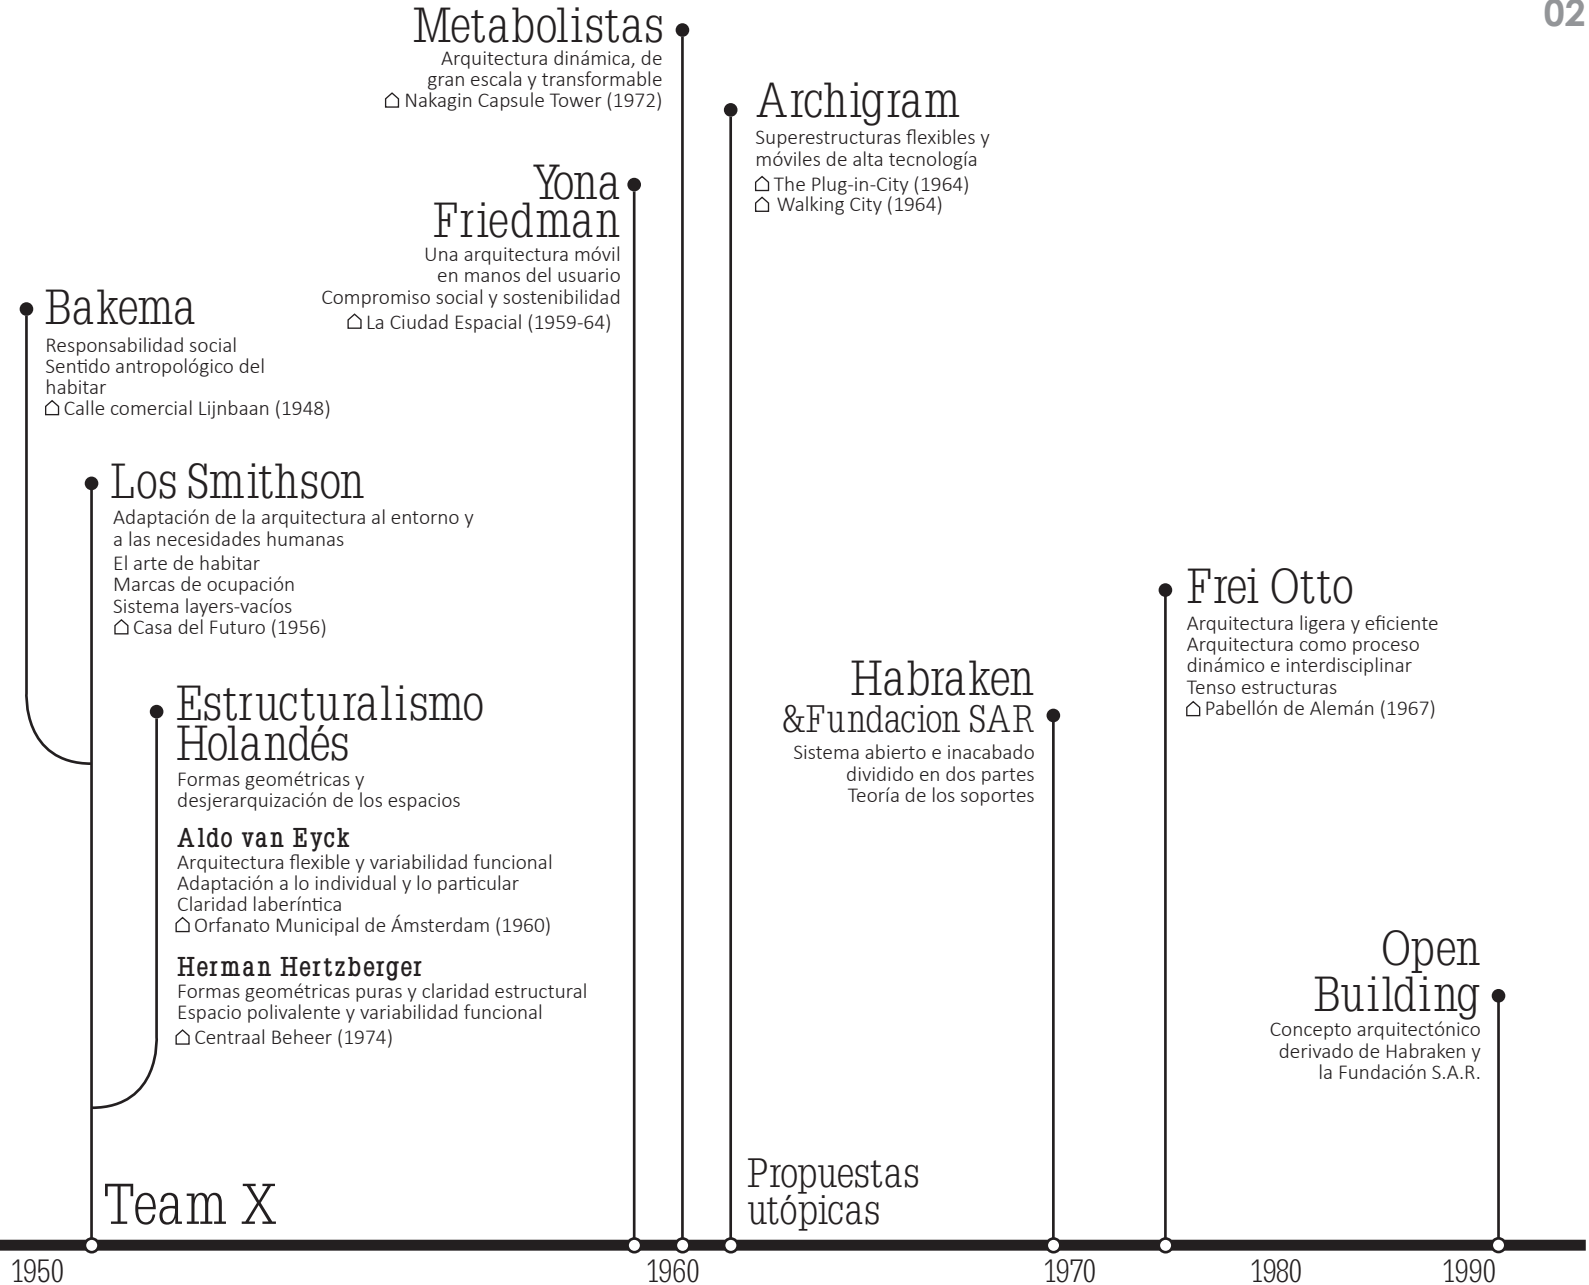 02
Metabolistas
Arquitectura dinámica, de
gran escala y transformable
Nakagin Capsule Tower (1972)
Archigram
Superestructuras flexibles y
móviles de alta tecnología
The Plug-in-City (1964)
Walking City (1964)
Yona
Friedman
Una arquitectura móvil
en manos del usuario
Compromiso social y sostenibilidad
La Ciudad Espacial (1959-64)
Bakema
Responsabilidad social
Sentido antropológico del
habitar
Calle comercial Lijnbaan (1948)
Los Smithson
Adaptación de la arquitectura al entorno y
a las necesidades humanas
El arte de habitar
Marcas de ocupación
Sistema layers-vacíos
Casa del Futuro (1956)
Estructuralismo
Holandés
Formas geométricas y
desjerarquización de los espacios
Aldo van Eyck
Arquitectura flexible y variabilidad funcional
Adaptación a lo individual y lo particular
Claridad laberíntica
Orfanato Municipal de Ámsterdam (1960)
Herman Hertzberger
Formas geométricas puras y claridad estructural
Espacio polivalente y variabilidad funcional
Centraal Beheer (1974)
Habraken
&Fundacion SAR
Sistema abierto e inacabado
dividido en dos partes
Teoría de los soportes
Frei Otto
Arquitectura ligera y eficiente
Arquitectura como proceso
dinámico e interdisciplinar
Tenso estructuras
Pabellón de Alemán (1967)
Open
Building
Concepto arquitectónico
derivado de Habraken y
la Fundación S.A.R.
Team X
Propuestas
utópicas
1950
1960
1970
1980
1990